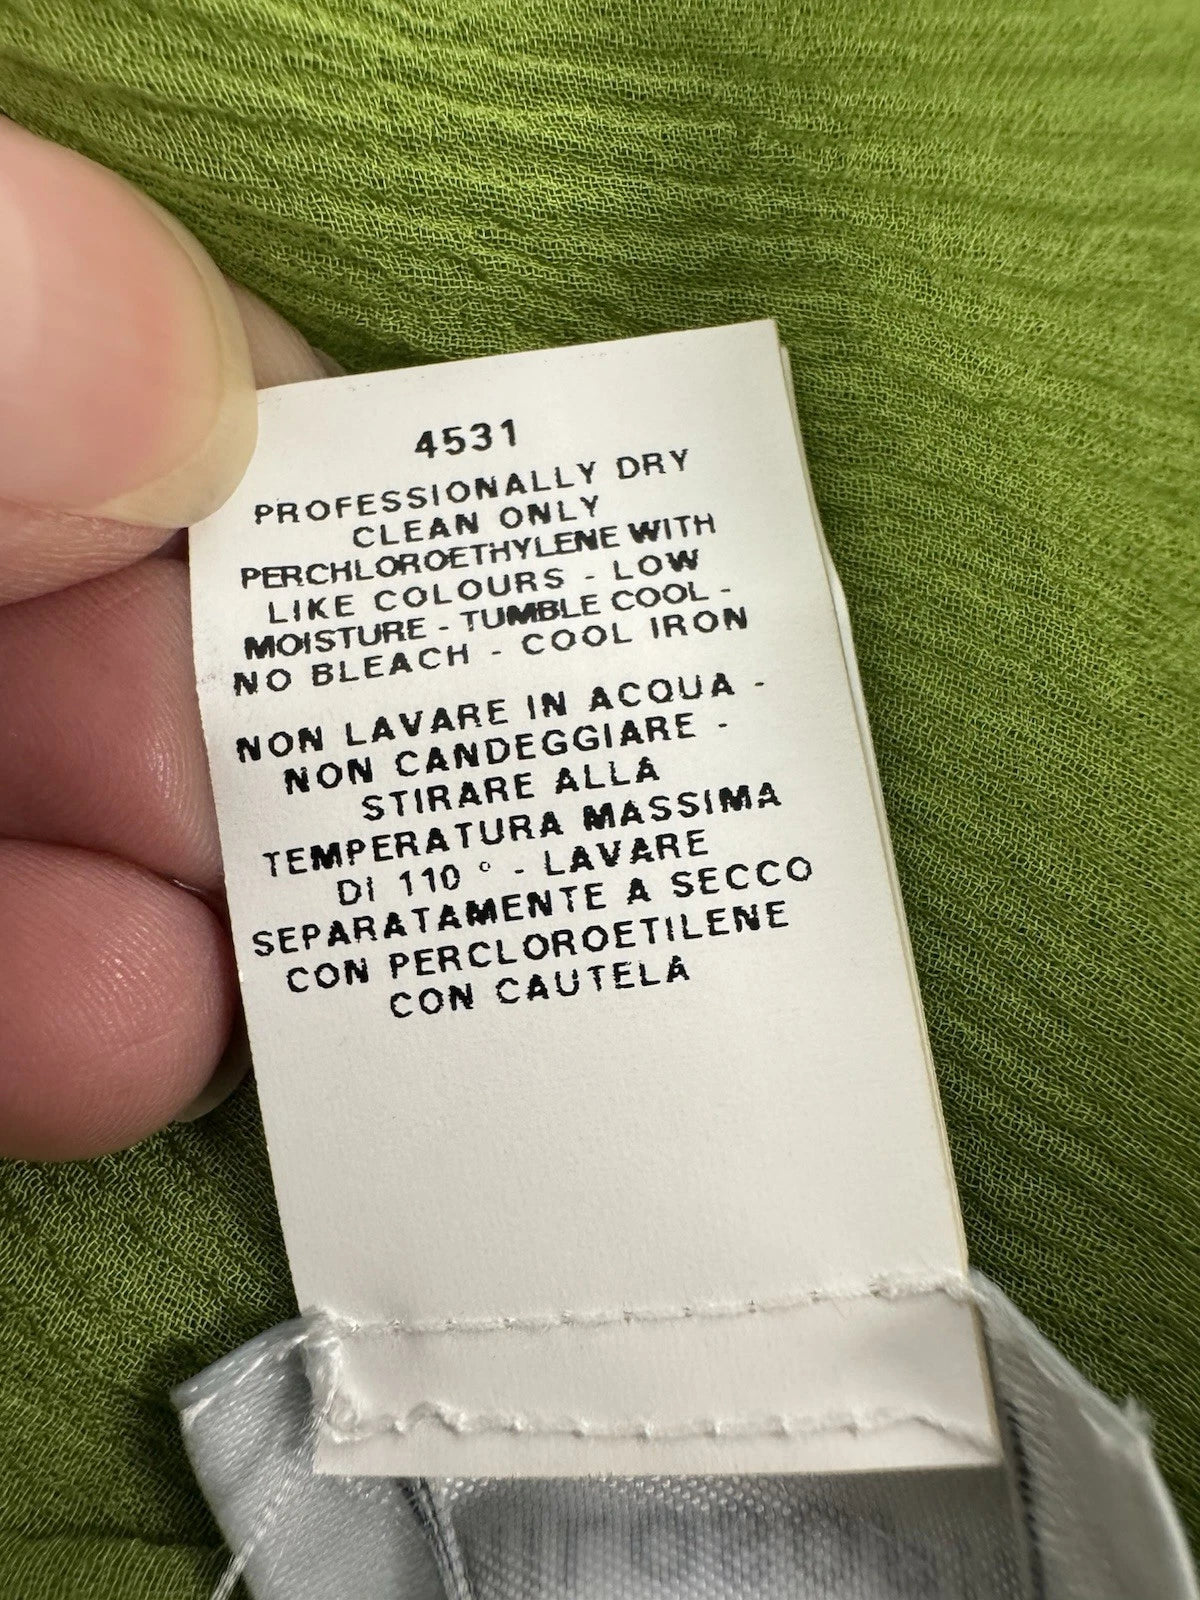 4531
PROFESSIONALLY DRY
CLEAN ONLY
PERCHLOROETHYLENE WITH
LIKE COLOURS - LOW
MOISTURE - TUMBLE COOL -
NO BLEACH - COOL IRON
NON LAVARE IN ACQUA -
NON CANDEGGIARE -
STIRARE ALLA
TEMPERATURA MASSIMA
DI 110 ° - LAVARE
SEPARATAMENTE A SECCO
CON PERCLOROETILENE
CON CAUTELA